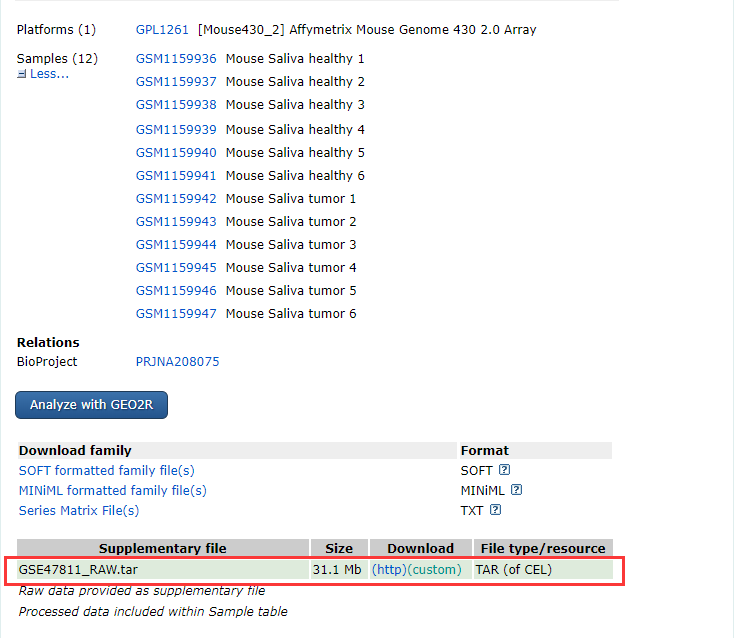 Platforms (1) GPL1261 [Mouse430_2] Affymetrix Mouse Genome 430 2.0 Array
Samples (12) GSM1159936 Mouse Saliva healthy 1
Less... GSM1159937 Mouse Saliva healthy 2
GSM1159938 Mouse Saliva healthy 3
GSM1159939 Mouse Saliva healthy 4
GSM1159940 Mouse Saliva healthy 5
GSM1159941 Mouse Saliva healthy 6
GSM1159942 Mouse Saliva tumor 1
GSM1159943 Mouse Saliva tumor 2
GSM1159944 Mouse Saliva tumor 3
GSM1159945 Mouse Saliva tumor 4
GSM1159946 Mouse Saliva tumor 5
GSM1159947 Mouse Saliva tumor 6
Relations
BioProject PRJNA208075
Analyze with GEO2R
Download family Format
SOFT formatted family file(s) SOFT ?
MINiML formatted family file(s) MINiML ?
Series Matrix File(s) TXT ?
Supplementary file Size Download File type/resource
GSE47811_RAW.tar 31.1 Mb (http)(custom) TAR (of CEL)
Raw data provided as supplementary file
Processed data included within Sample table